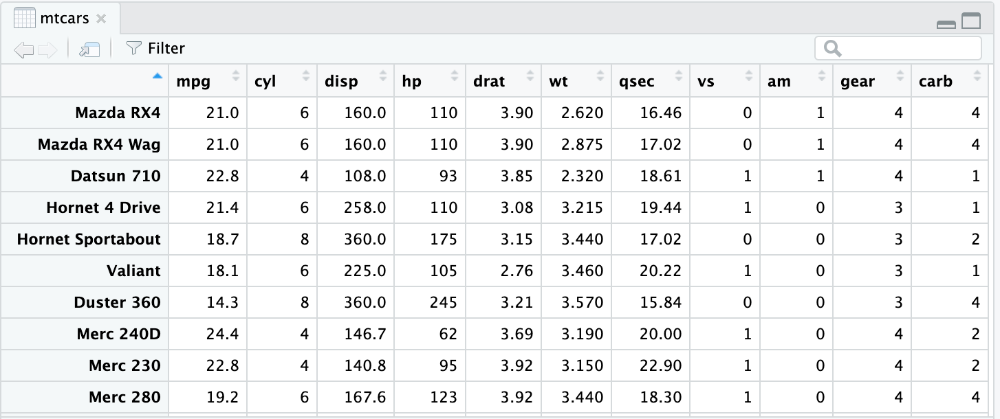 mtcars
Filter
mpg cyl disp hp drat wt qsec vs am gear carb
Mazda RX4 21.0 6 160.0 110 3.90 2.620 16.46 0 1 4 4
Mazda RX4 Wag 21.0 6 160.0 110 3.90 2.875 17.02 0 1 4 4
Datsun 710 22.8 4 108.0 93 3.85 2.320 18.61 1 1 4 1
Hornet 4 Drive 21.4 6 258.0 110 3.08 3.215 19.44 1 0 3 1
Hornet Sportabout 18.7 8 360.0 175 3.15 3.440 17.02 0 0 3 2
Valiant 18.1 6 225.0 105 2.76 3.460 20.22 1 0 3 1
Duster 360 14.3 8 360.0 245 3.21 3.570 15.84 0 0 3 4
Merc 240D 24.4 4 146.7 62 3.69 3.190 20.00 1 0 4 2
Merc 230 22.8 4 140.8 95 3.92 3.150 22.90 1 0 4 2
Merc 280 19.2 6 167.6 123 3.92 3.440 18.30 1 0 4 4